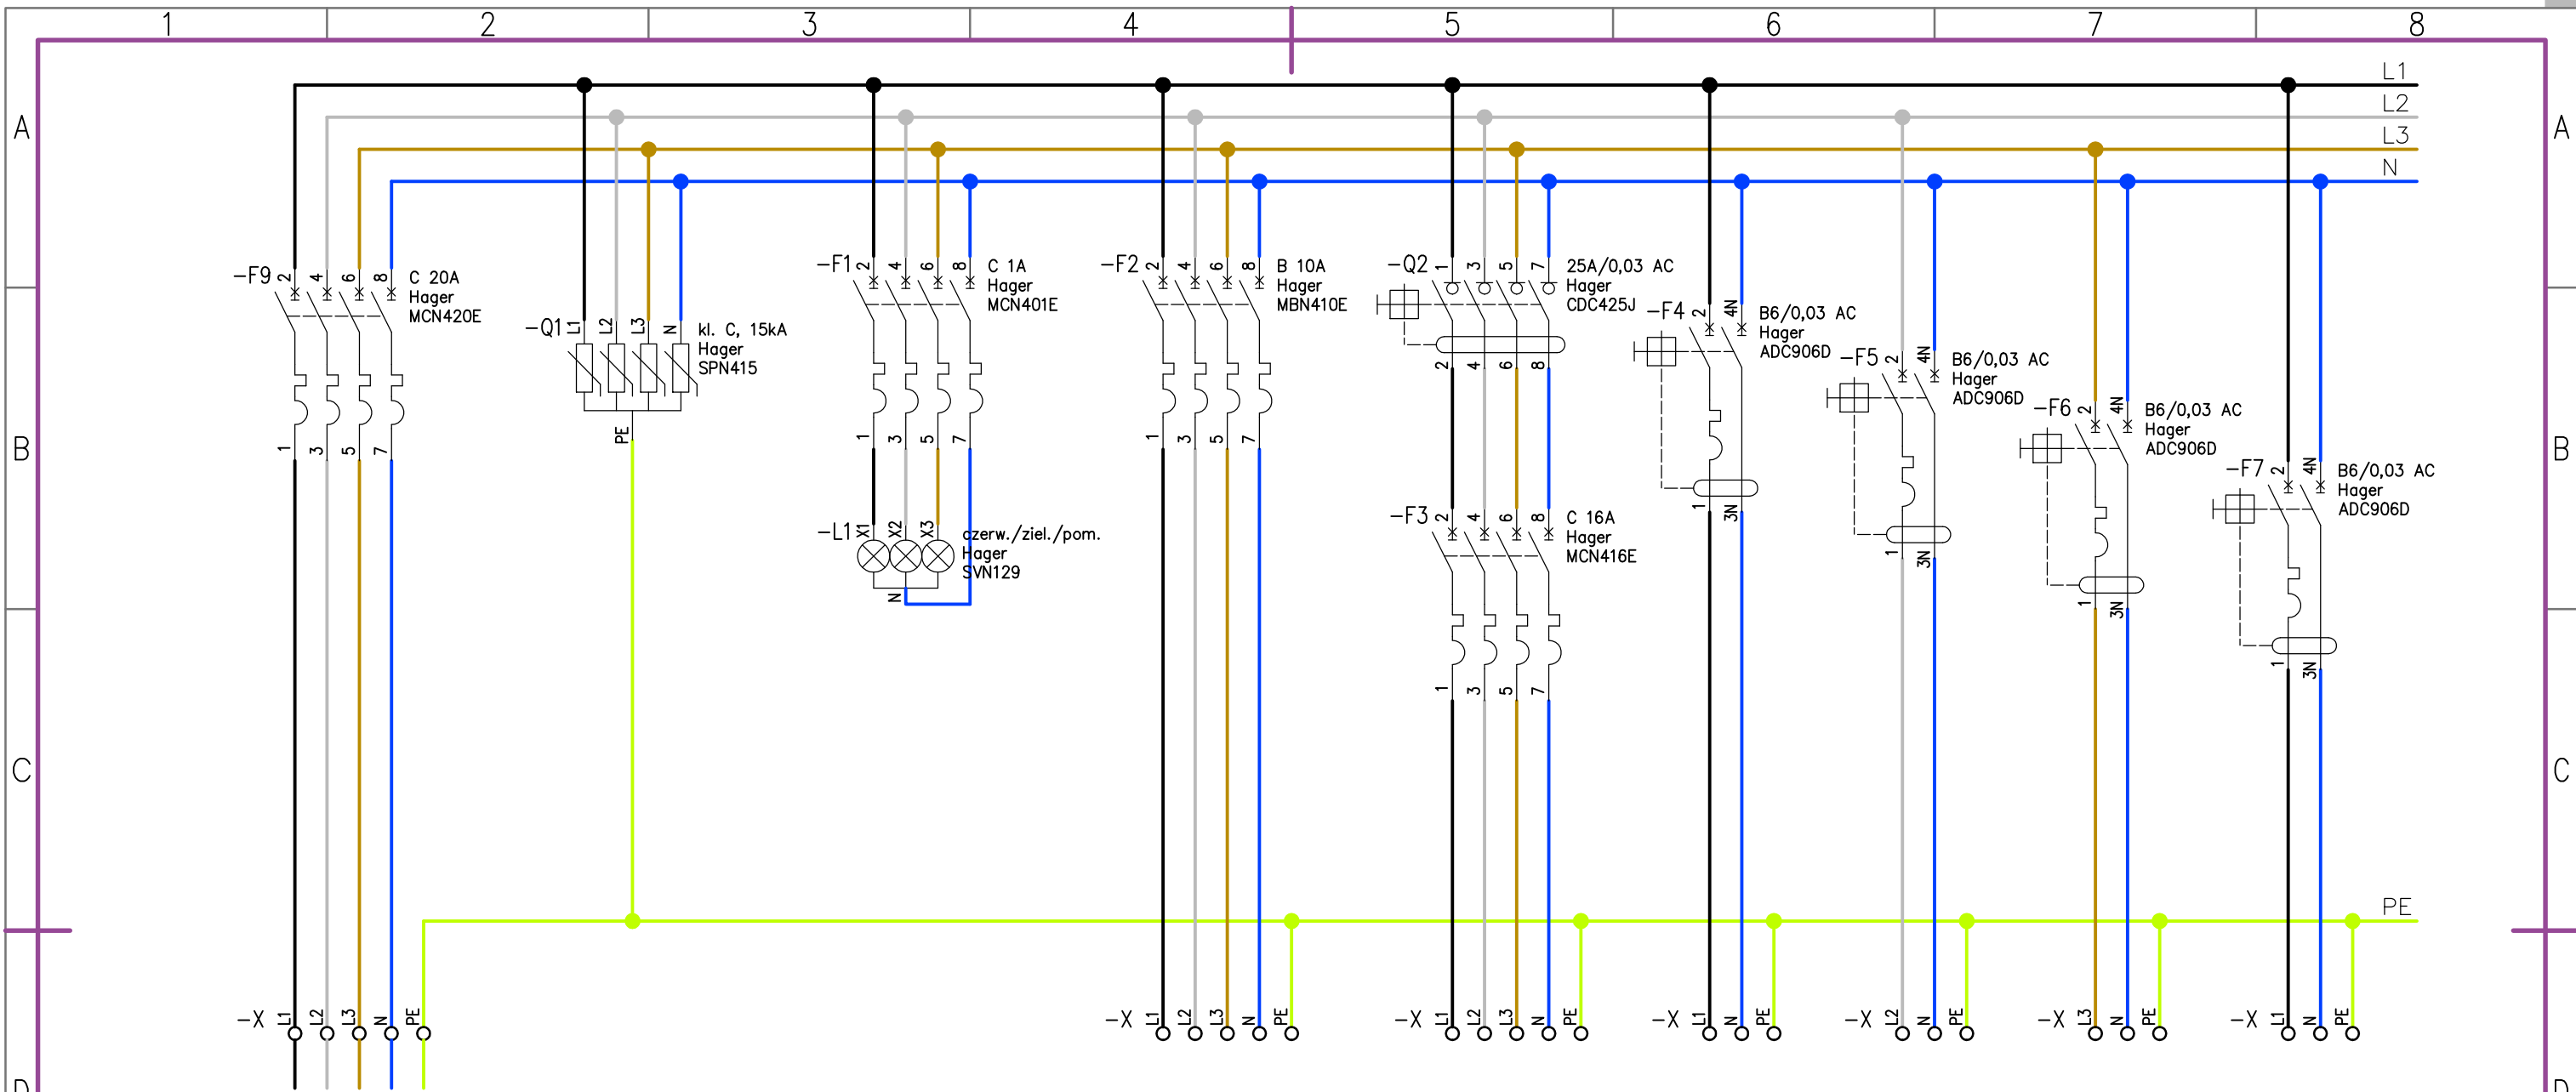 1 2 3 4 5 6 7 8
L1
A L2 A
L3
N
-F9 2 4 6 8 C 20A
Hager
MCN420E
1 3 5 7
-Q1 L1 L2 L3 N kl. C, 15kA
Hager
SPN415
PE
-F1 2 4 6 8 C 1A
Hager
MCN401E
1 3 5 7
-L1 X1 X2 X3 czerw./ziel./pom.
Hager
SVN129
N
-F2 2 4 6 8 B 10A
Hager
MBN410E
1 3 5 7
-Q2 1 3 5 7 25A/0,03 AC
Hager
CDC425J
2 4 6 8
-F3 2 4 6 8 C 16A
Hager
MCN416E
1 3 5 7
-F4 2 4N B6/0,03 AC
Hager
ADC906D
1 3N
-F5 2 4N B6/0,03 AC
Hager
ADC906D
1 3N
-F6 2 4N B6/0,03 AC
Hager
ADC906D
1 3N
-F7 2 4N B6/0,03 AC
Hager
ADC906D
1 3N
B B
C C
PE
-X L1 L2 L3 N PE
-X L1 L2 L3 N PE
-X L1 L2 L3 N PE
-X L1 N PE
-X L2 N PE
-X L3 N PE
-X L1 N PE
D D